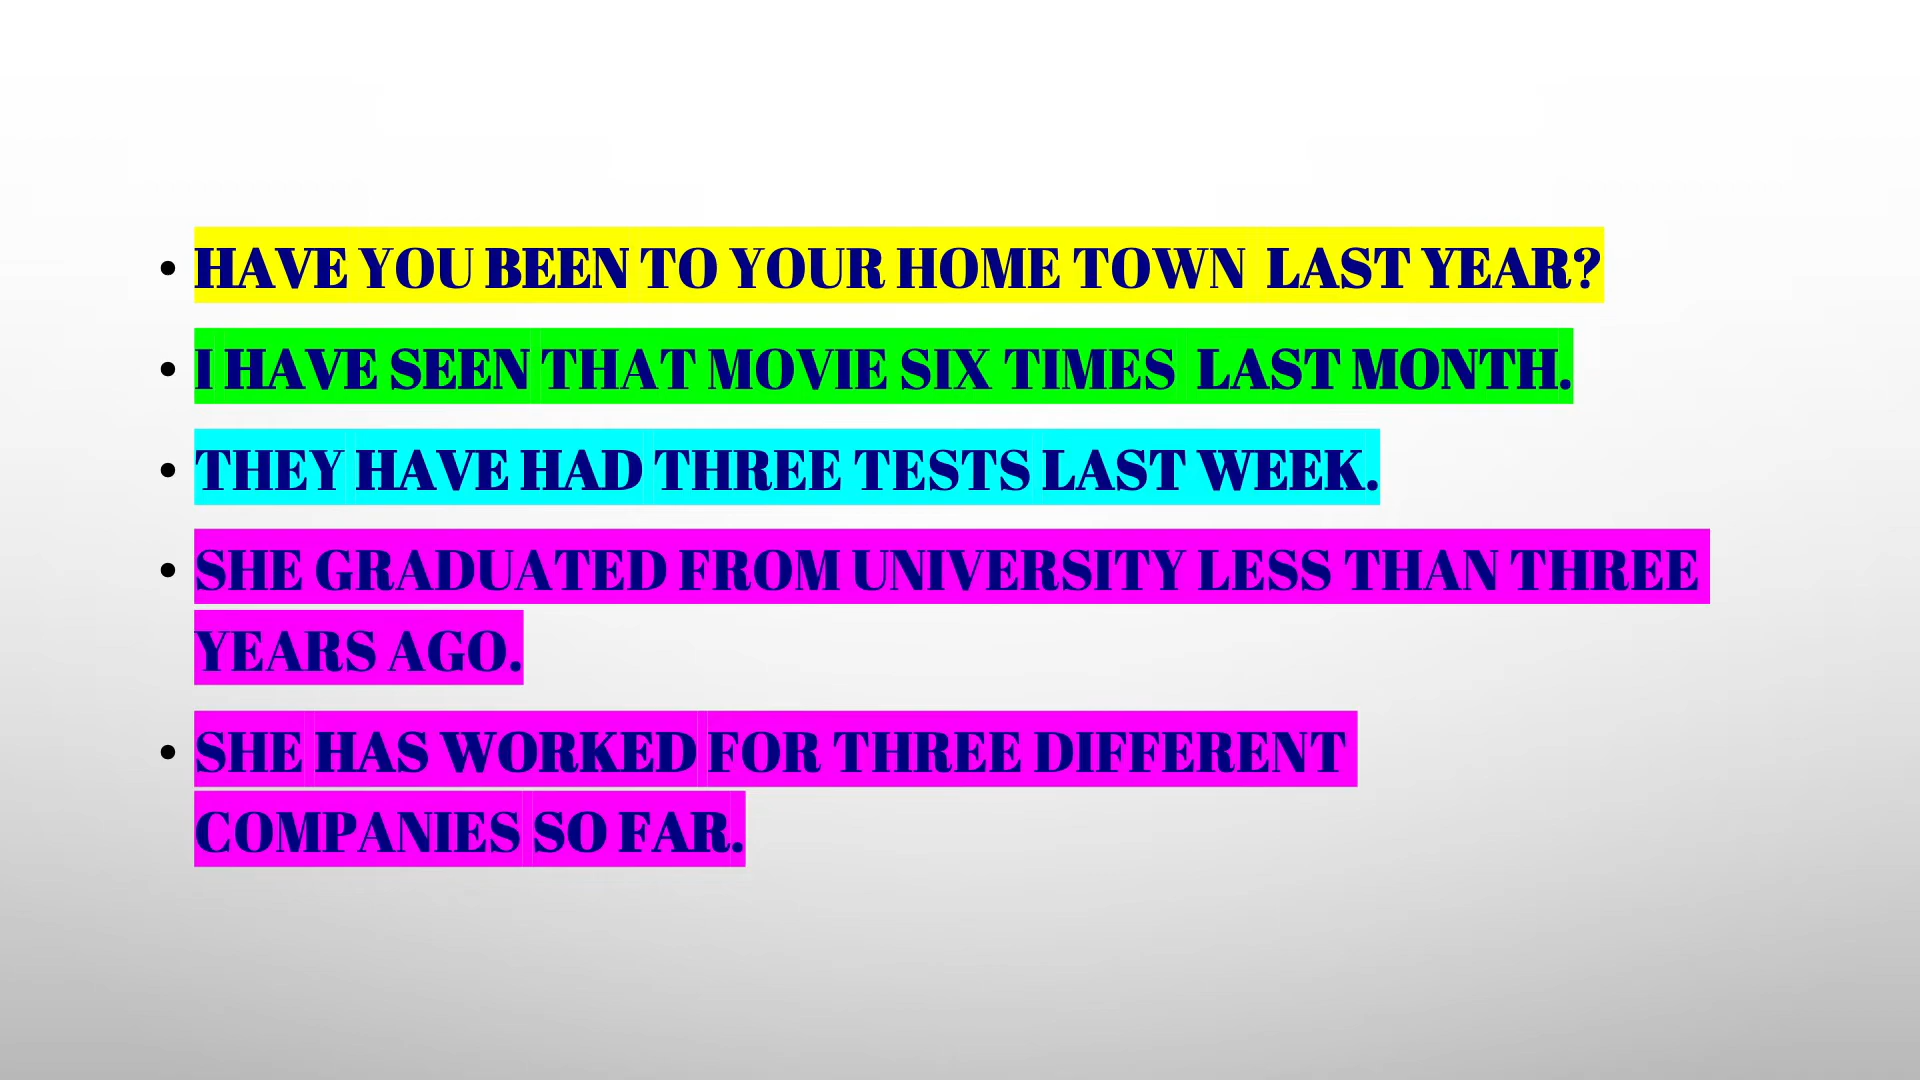 • HAVE YOU BEEN TO YOUR HOME TOWN LAST YEAR?
• I HAVE SEEN THAT MOVIE SIX TIMES LAST MONTH.
• THEY HAVE HAD THREE TESTS LAST WEEK.
• SHE GRADUATED FROM UNIVERSITY LESS THAN THREE
YEARS AGO.
• SHE HAS WORKED FOR THREE DIFFERENT
COMPANIES SO FAR.